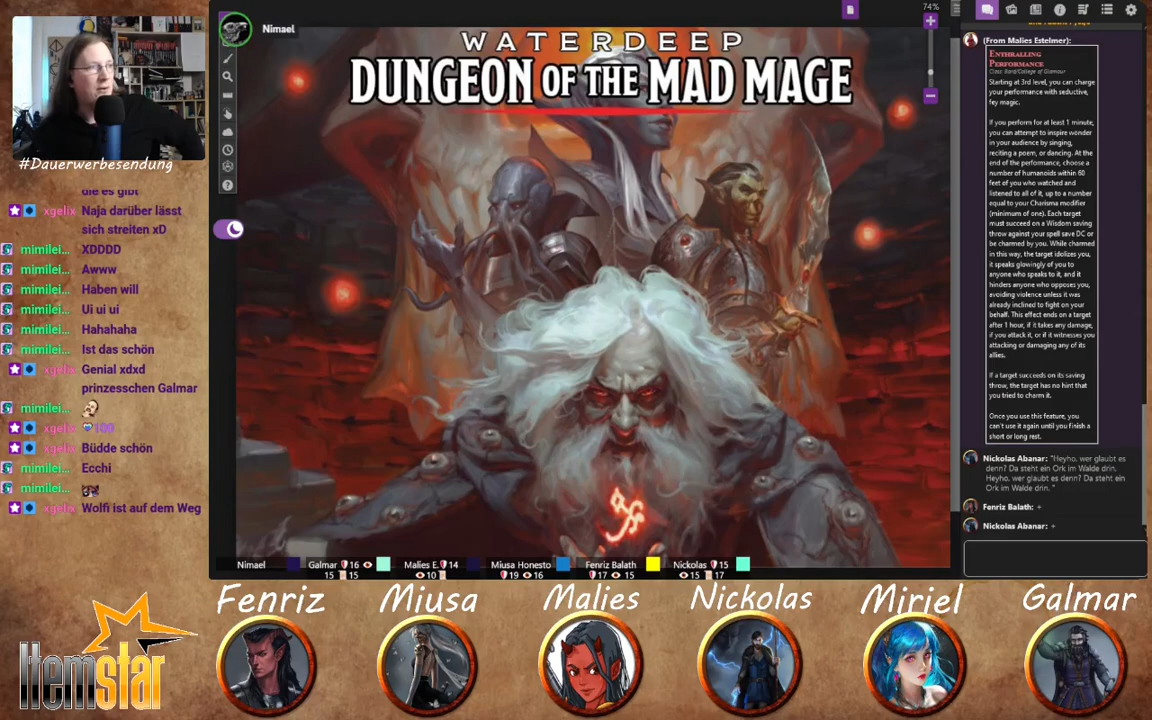 #Dauerwerbesendung
die es gibt
xgelix Naja darüber lässt
sich streiten xD
mimilei... XDDDD
mimilei... Awww
mimilei... Haben will
mimilei... Ui ui ui
mimilei... Hahahaha
mimilei... Ist das schön
xgelix Genial xdxd
prinzesschen Galmar
mimilei...
xgelix 100
xgelix Büdde schön
mimilei... Ecchi
mimilei...
xgelix Wolfi ist auf dem Weg
Nimael
74%
WATERDEEP
DUNGEON OF THE MAD MAGE
(From Malies Estelmer):
ENTHRALLING
PERFORMANCE
Class: Bard/College of Glamour
Starting at 3rd level, you can charge
your performance with seductive,
fey magic.
If you perform for at least 1 minute,
you can attempt to inspire wonder
in your audience by singing,
reciting a poem, or dancing. At the
end of the performance, choose a
number of humanoids within 60
feet of you who watched and
listened to all of it, up to a number
equal to your Charisma modifier
(minimum of one). Each target
must succeed on a Wisdom saving
throw against your spell save DC or
be charmed by you. While charmed
in this way, the target idolizes you,
it speaks glowingly of you to
anyone who speaks to it, and it
hinders anyone who opposes you,
avoiding violence unless it was
already inclined to fight on your
behalf. This effect ends on a target
after 1 hour, if it takes any damage,
if you attack it, or if it witnesses you
attacking or damaging any of its
allies.
If a target succeeds on its saving
throw, the target has no hint that
you tried to charm it.
Once you use this feature, you
can't use it again until you finish a
short or long rest.
Nickolas Abanar: "Heyho, wer glaubt es
denn? Da steht ein Ork im Walde drin.
Heyho, wer glaubt es denn? Da steht ein
Ork im Walde drin. "
Fenriz Balath: +
Nickolas Abanar: +
Nimael Galmar 16 Malies E. 14 Miusa Honesto Fenriz Balath Nickolas 15
15 15 10 19 16 17 15 15 17
Fenriz Miusa Malies Nickolas Miriel Galmar
Itemstar